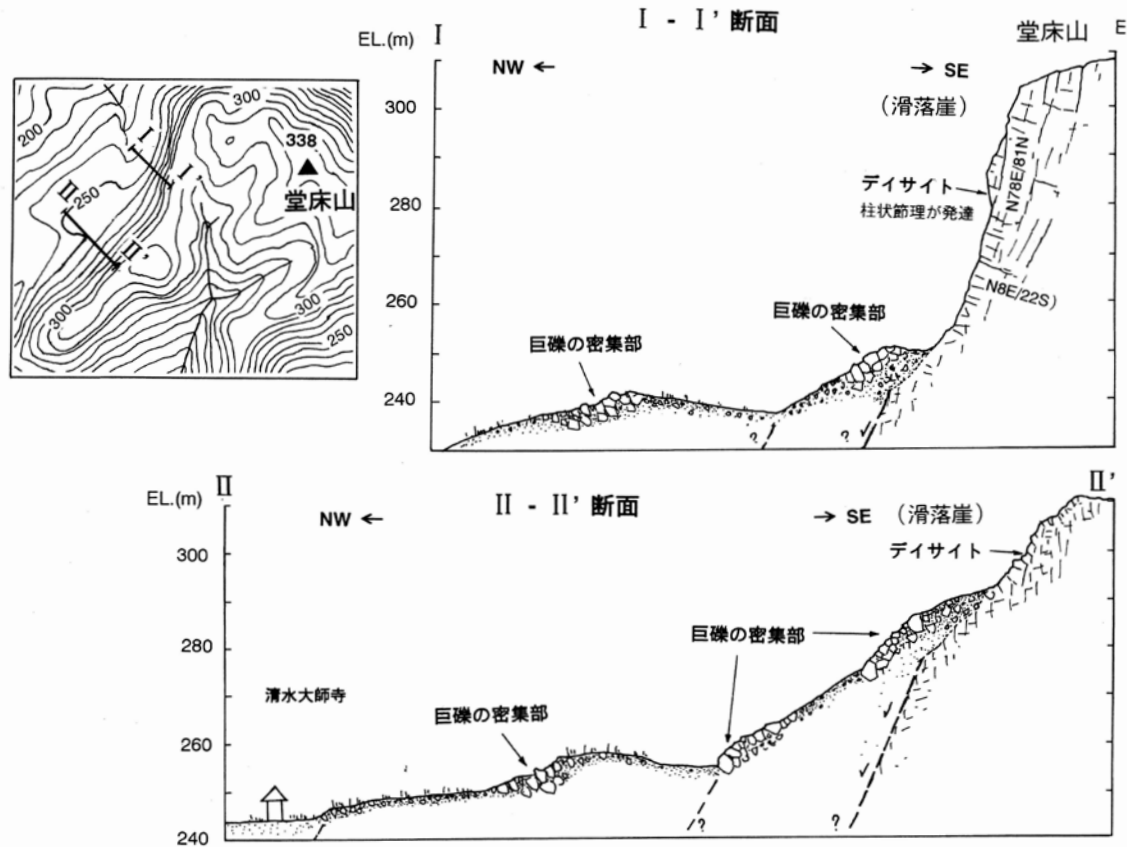 I - I' 断面
堂床山
E
EL.(m)
I
NW ←
→ SE
(滑落崖)
300
280
260
240
デイサイト
柱状節理が発達
N78E/81N
N8E/22S)
巨礫の密集部
巨礫の密集部
?
?
200
300
338
堂床山
I
I'
II
250
II'
300
300
250
EL.(m)
II
II - II' 断面
II'
NW ←
→ SE
(滑落崖)
デイサイト
300
280
260
240
清水大師寺
巨礫の密集部
巨礫の密集部
?
?